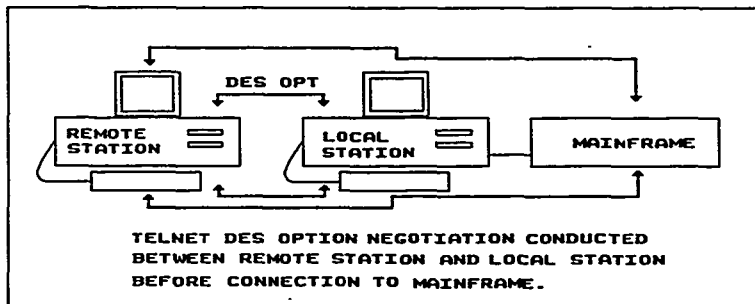 DES OPT
REMOTE
STATION
LOCAL
STATION
MAINFRAME
TELNET DES OPTION NEGOTIATION CONDUCTED
BETWEEN REMOTE STATION AND LOCAL STATION
BEFORE CONNECTION TO MAINFRAME.